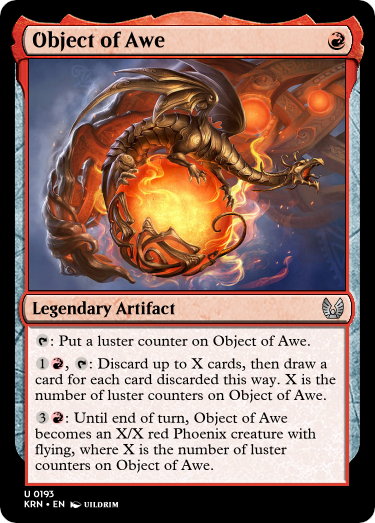 Object of Awe
Legendary Artifact
: Put a luster counter on Object of Awe.
1 , : Discard up to X cards, then draw a
card for each card discarded this way. X is the
number of luster counters on Object of Awe.
3 : Until end of turn, Object of Awe
becomes an X/X red Phoenix creature with
flying, where X is the number of luster
counters on Object of Awe.
U 0193
KRN • EN UILDRIM